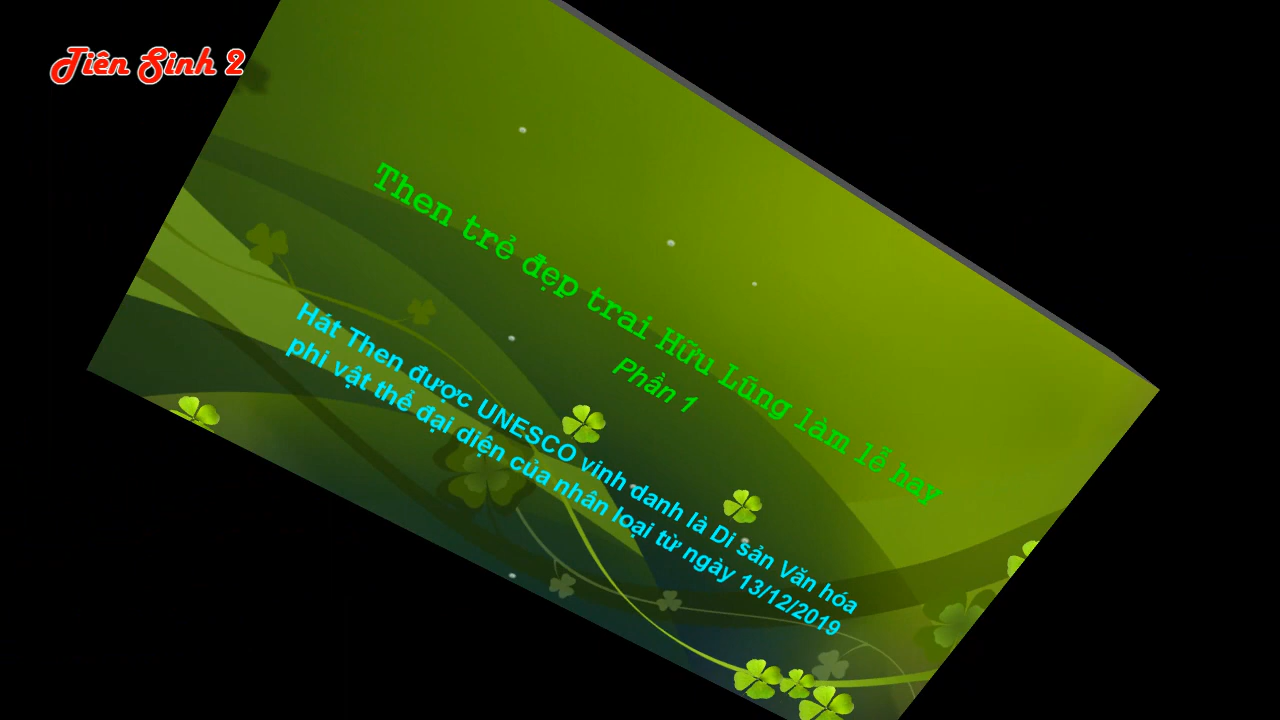 Tiên Sinh 2
Then trẻ đẹp trai Hữu Lũng làm lễ hay
Phần 1
Hát Then được UNESCO vinh danh là Di sản Văn hóa
phi vật thể đại diện của nhân loại từ ngày 13/12/2019